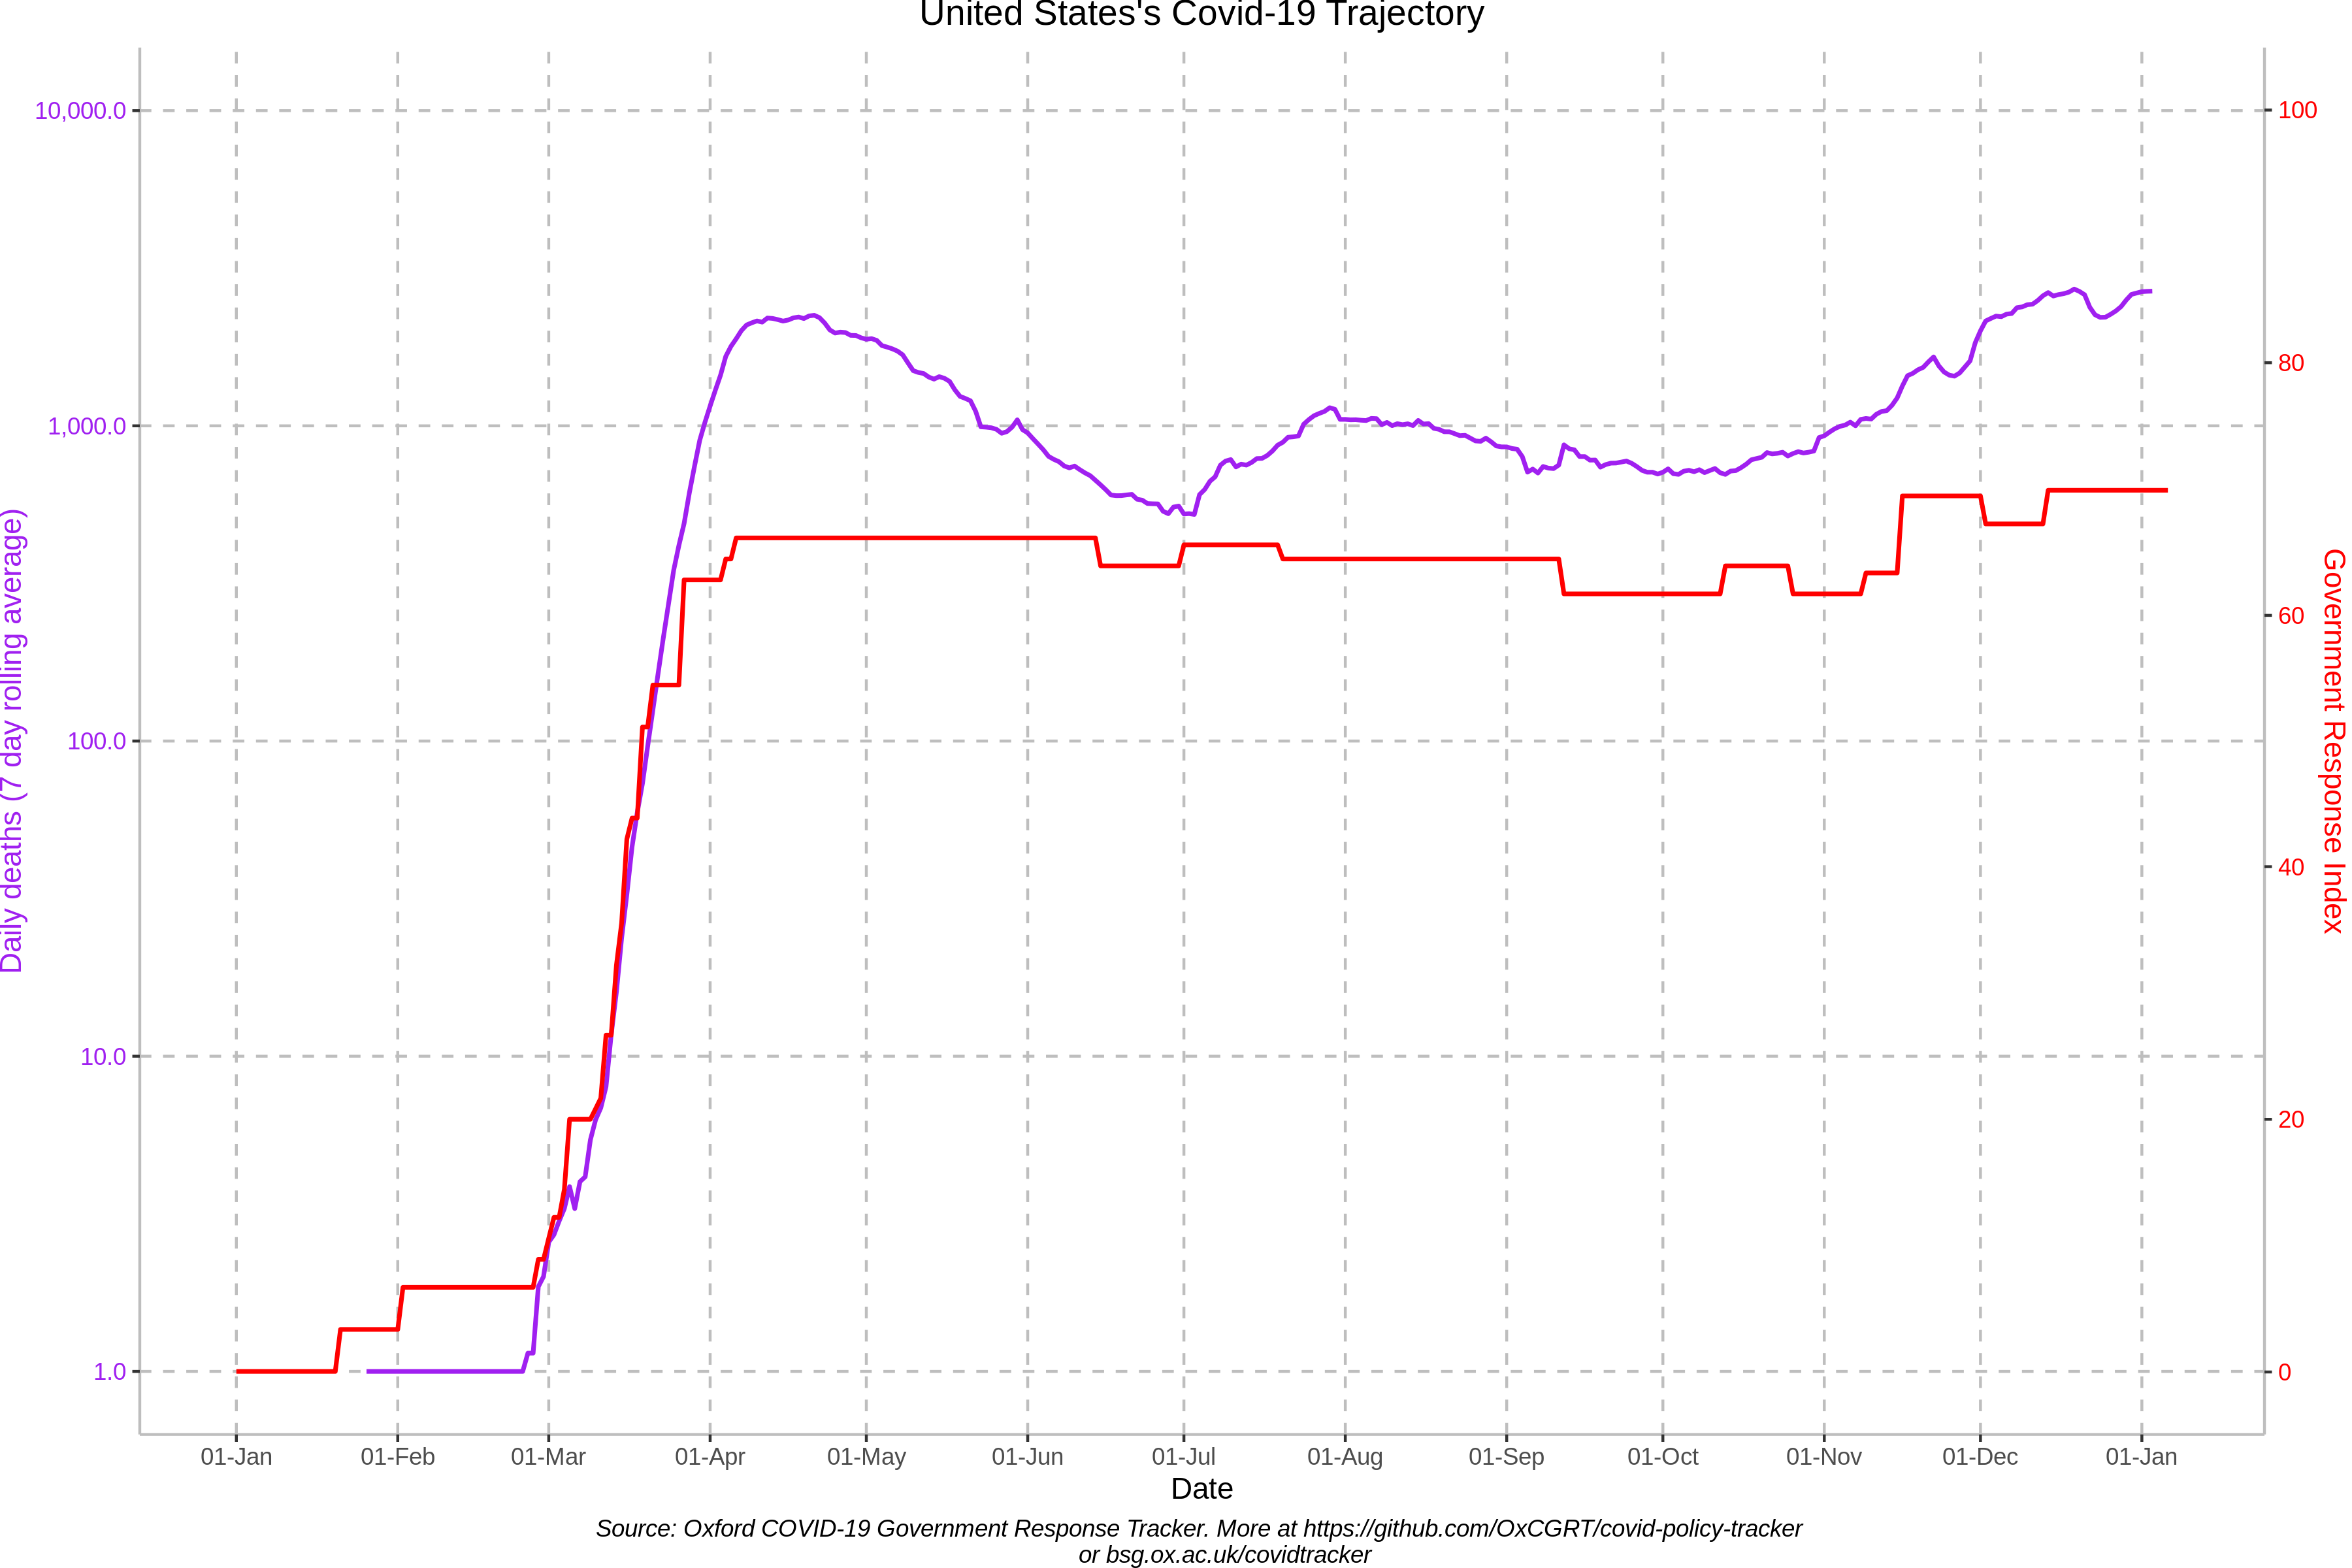 United States's Covid-19 Trajectory
10,000.0
1,000.0
100.0
10.0
1.0
Daily deaths (7 day rolling average)
100
80
60
40
20
0
Government Response Index
01-Jan 01-Feb 01-Mar 01-Apr 01-May 01-Jun 01-Jul 01-Aug 01-Sep 01-Oct 01-Nov 01-Dec 01-Jan
Date
Source: Oxford COVID-19 Government Response Tracker. More at https://github.com/OxCGRT/covid-policy-tracker
or bsg.ox.ac.uk/covidtracker